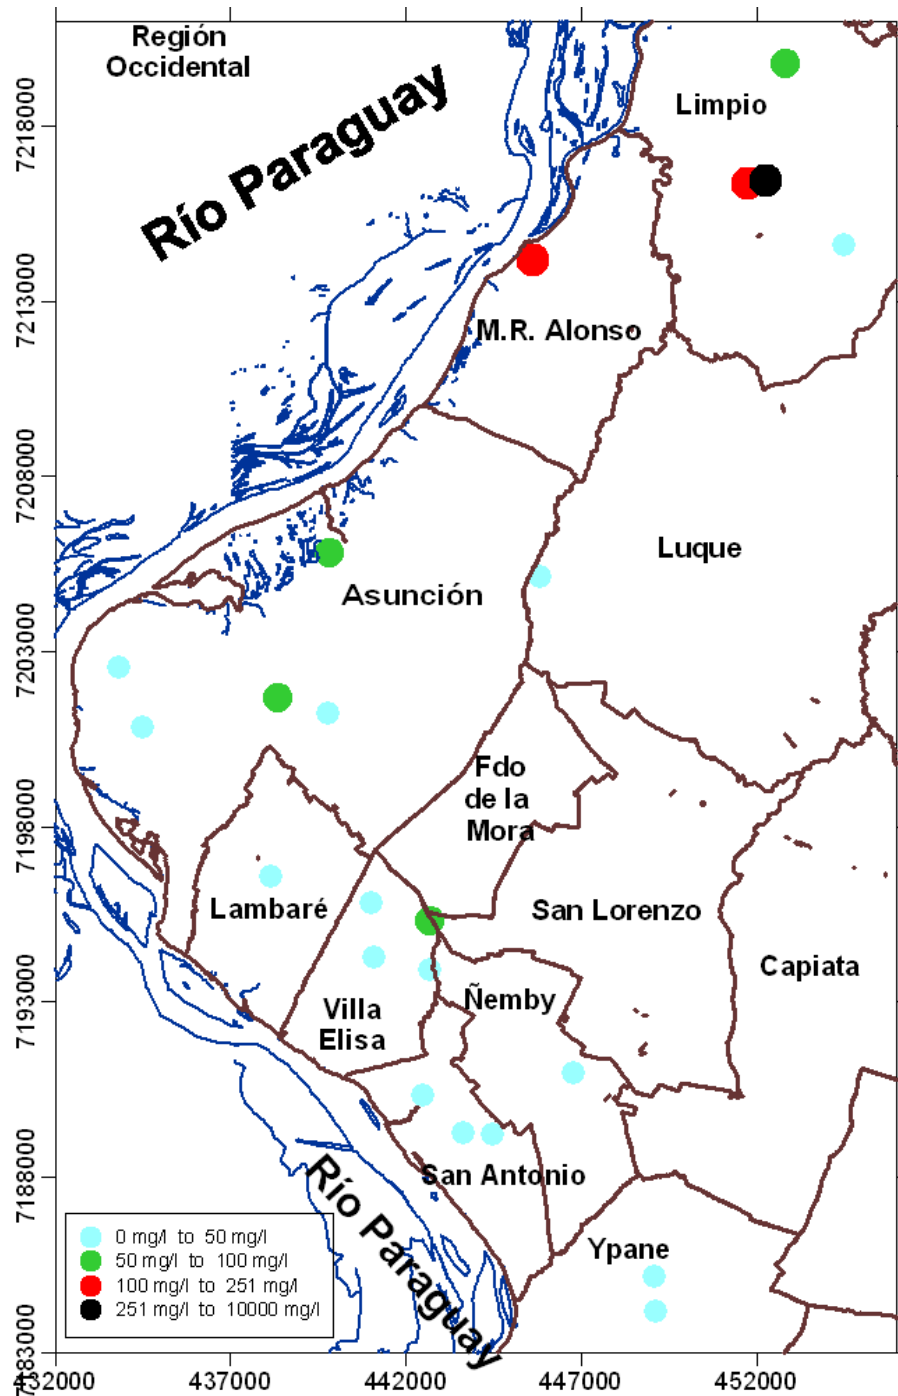 Región
Occidental
Río Paraguay
Limpio
M.R. Alonso
Luque
Asunción
Fdo
de la
Mora
Lambaré
San Lorenzo
Capiata
Villa
Elisa
Ñemby
San Antonio
Ypane
Río Paraguay
0 mg/l to 50 mg/l
50 mg/l to 100 mg/l
100 mg/l to 251 mg/l
251 mg/l to 10000 mg/l
7218000
7213000
7208000
7203000
7198000
7193000
7188000
7183000
432000
437000
442000
447000
452000